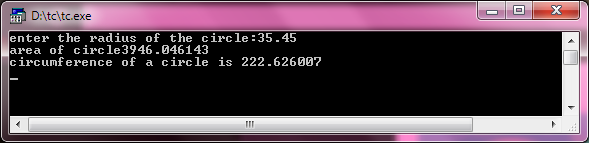 D:\tc\tc.exe
enter the radius of the circle:35.45
area of circle3946.046143
circumference of a circle is 222.626007